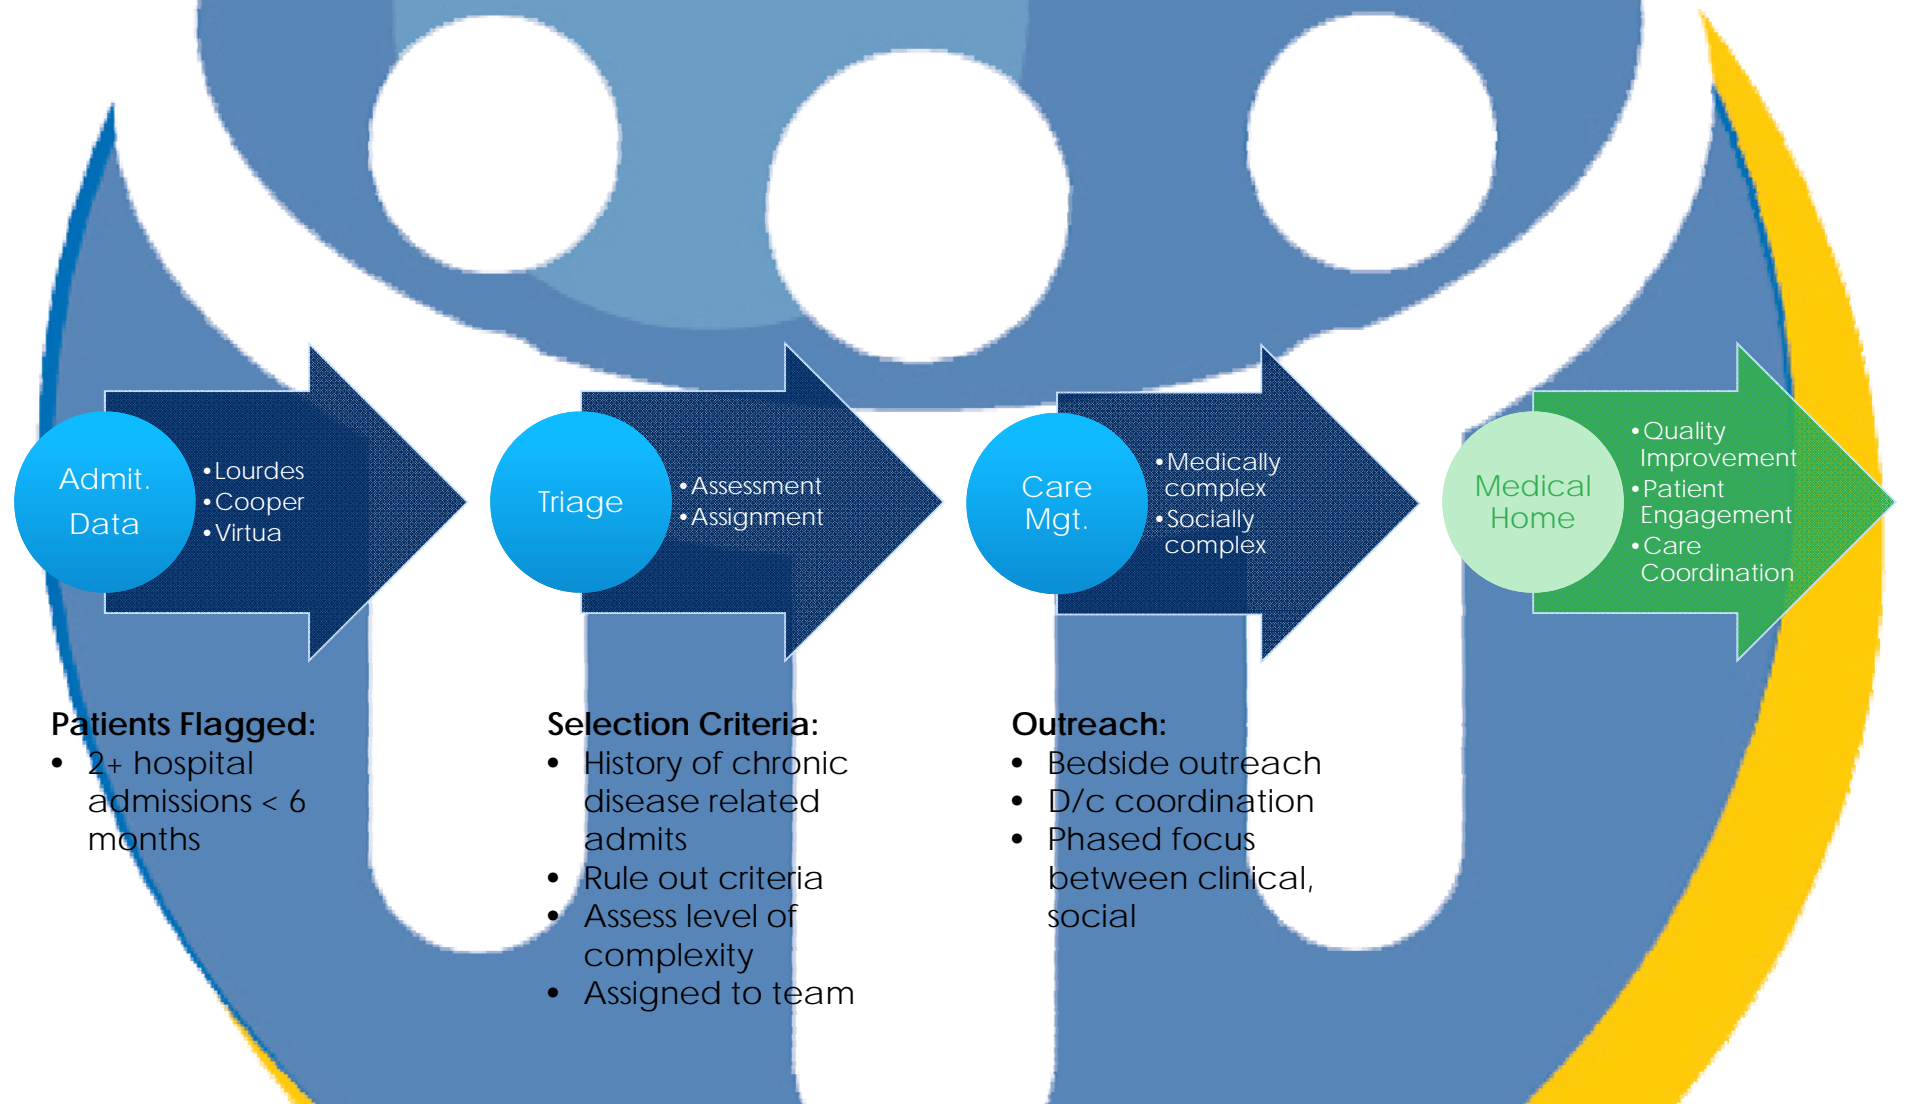 Admit.
Data
•Lourdes
•Cooper
•Virtua
Triage
•Assessment
•Assignment
Care
Mgt.
•Medically
complex
•Socially
complex
Medical
Home
•Quality
Improvement
•Patient
Engagement
•Care
Coordination
Patients Flagged:
• 2+ hospital
admissions < 6
months
Selection Criteria:
• History of chronic
disease related
admits
• Rule out criteria
• Assess level of
complexity
• Assigned to team
Outreach:
• Bedside outreach
• D/c coordination
• Phased focus
between clinical,
social